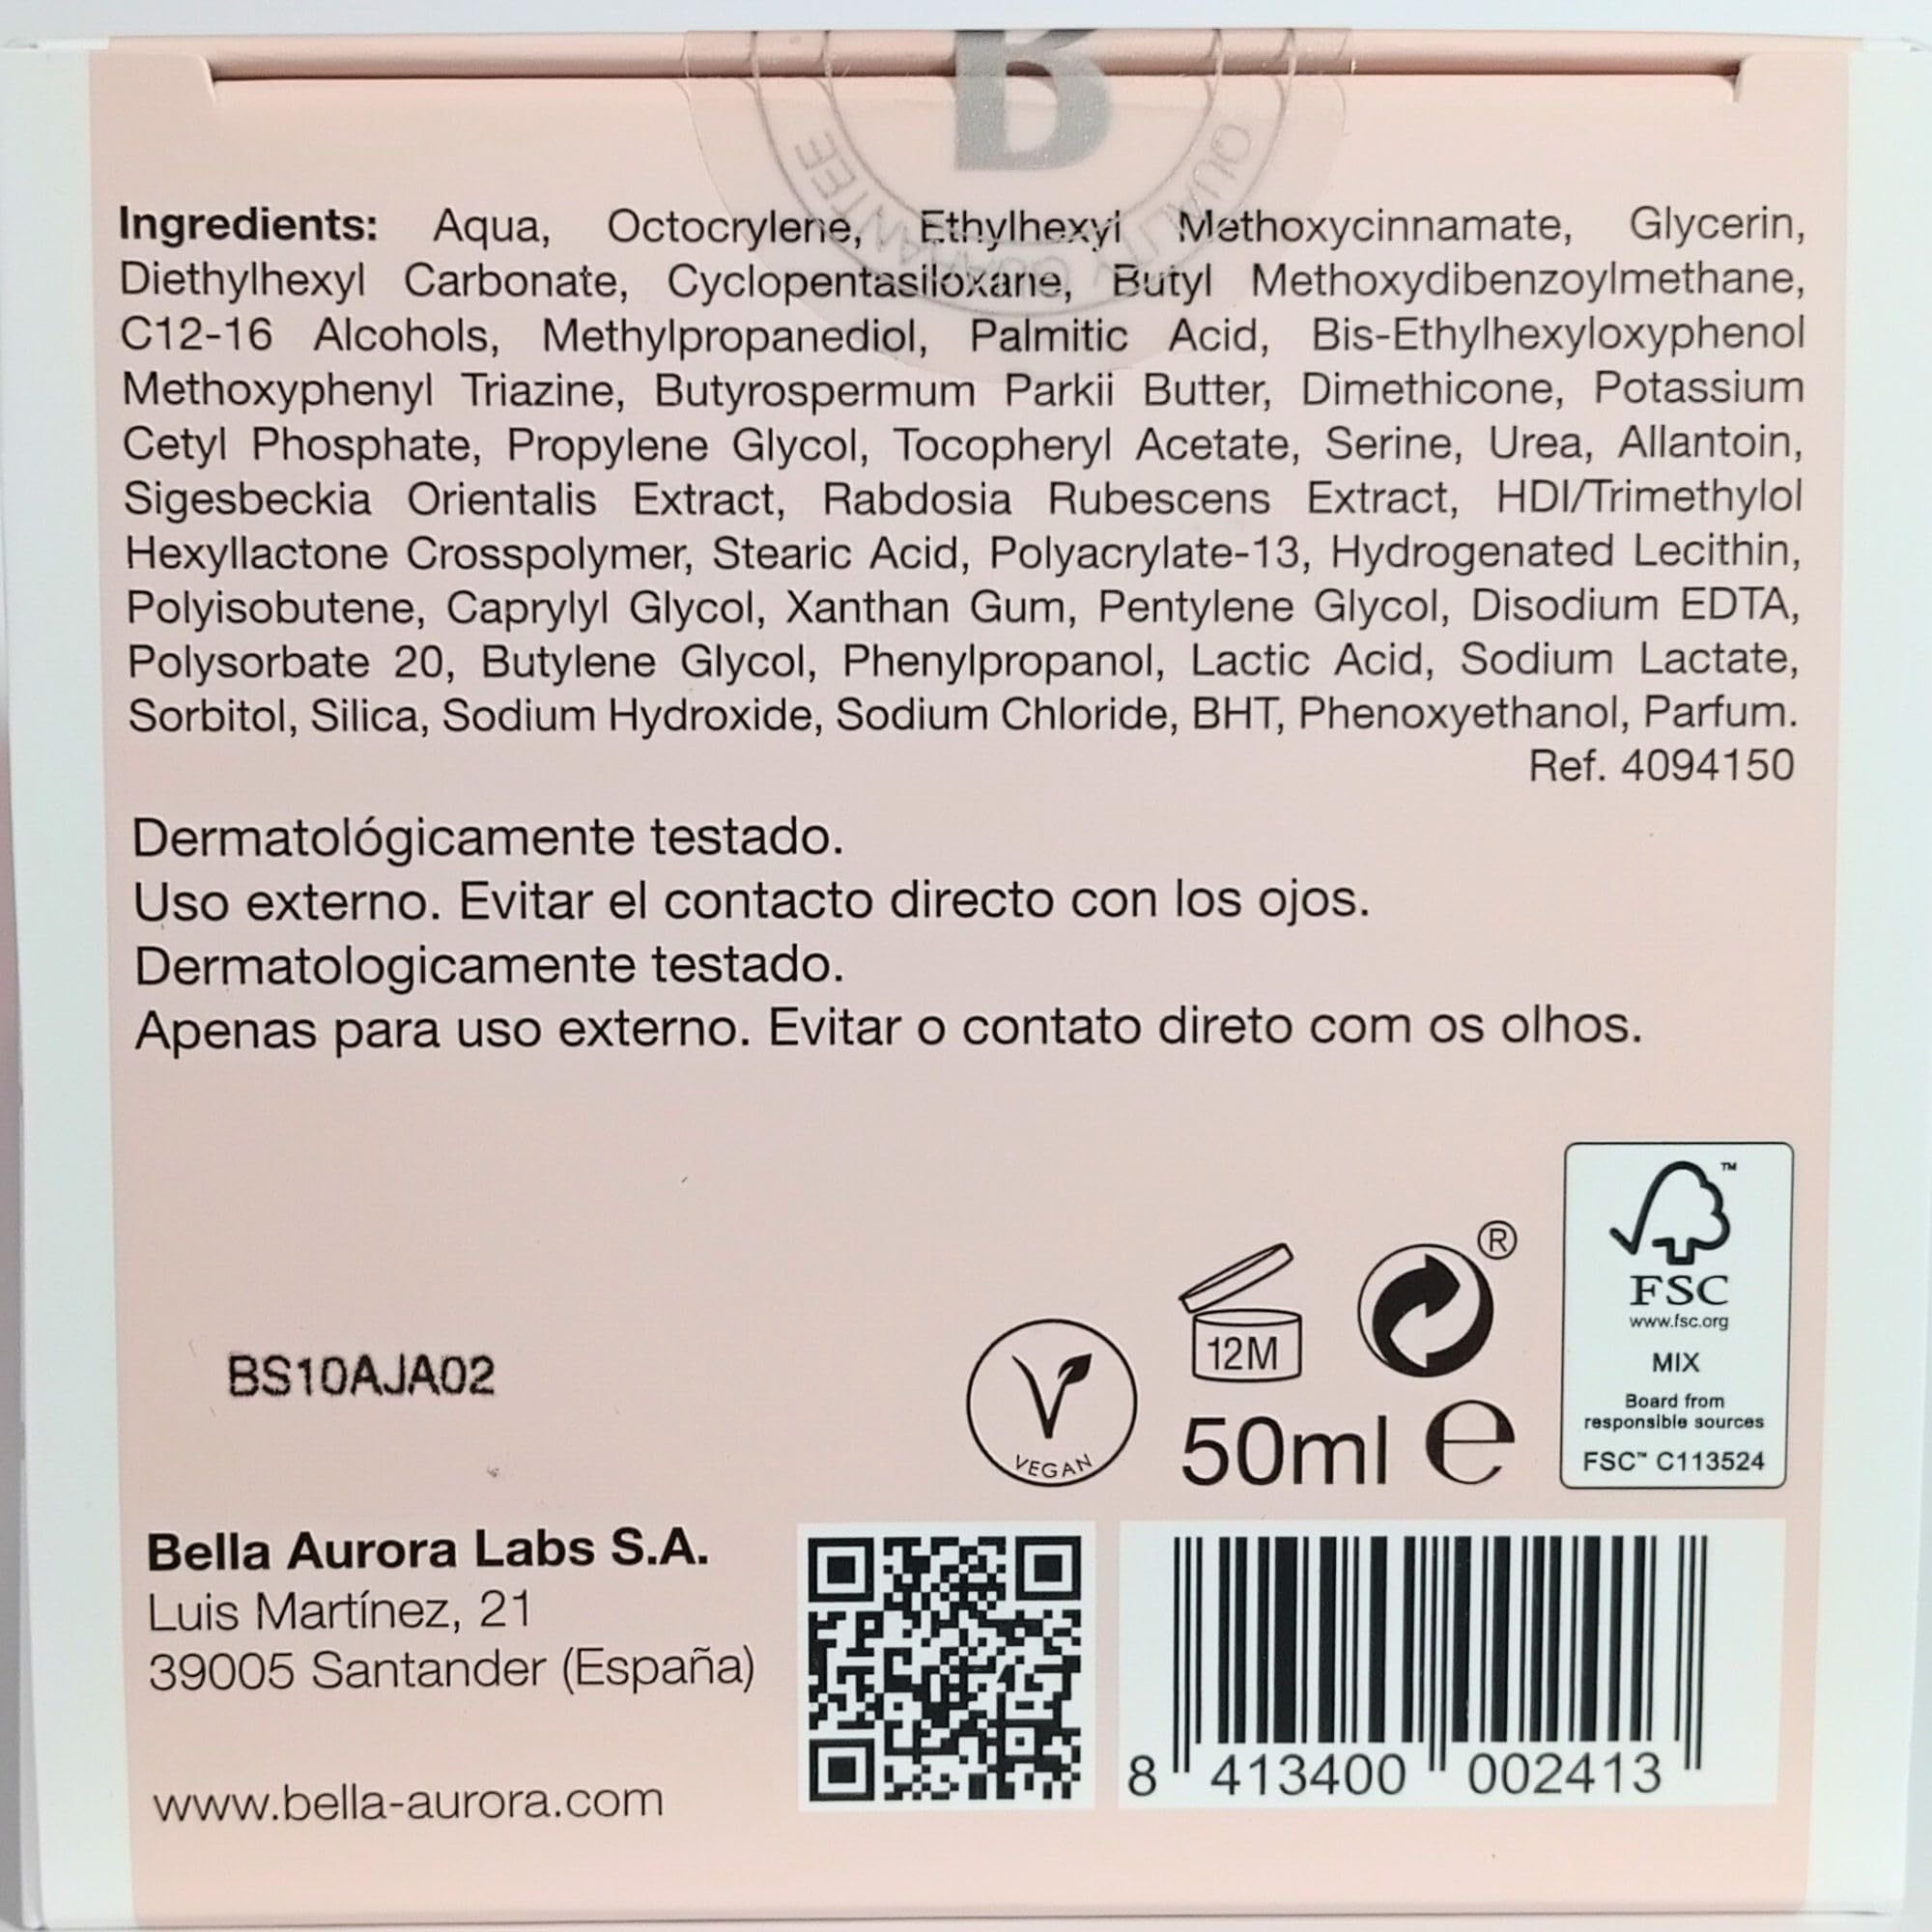 B
QUALITY GUARANTEE
Ingredients: Aqua, Octocrylene, Ethylhexyl Methoxycinnamate, Glycerin,
Diethylhexyl Carbonate, Cyclopentasiloxane, Butyl Methoxydibenzoylmethane,
C12-16 Alcohols, Methylpropanediol, Palmitic Acid, Bis-Ethylhexyloxyphenol
Methoxyphenyl Triazine, Butyrospermum Parkii Butter, Dimethicone, Potassium
Cetyl Phosphate, Propylene Glycol, Tocopheryl Acetate, Serine, Urea, Allantoin,
Sigesbeckia Orientalis Extract, Rabdosia Rubescens Extract, HDI/Trimethylol
Hexyllactone Crosspolymer, Stearic Acid, Polyacrylate-13, Hydrogenated Lecithin,
Polyisobutene, Caprylyl Glycol, Xanthan Gum, Pentylene Glycol, Disodium EDTA,
Polysorbate 20, Butylene Glycol, Phenylpropanol, Lactic Acid, Sodium Lactate,
Sorbitol, Silica, Sodium Hydroxide, Sodium Chloride, BHT, Phenoxyethanol, Parfum.
Ref. 4094150
Dermatológicamente testado.
Uso externo. Evitar el contacto directo con los ojos.
Dermatologicamente testado.
Apenas para uso externo. Evitar o contato direto com os olhos.
BS10AJA02
VEGAN
12M
®
50ml e
™
FSC
www.fsc.org
MIX
Board from
responsible sources
FSC™ C113524
Bella Aurora Labs S.A.
Luis Martínez, 21
39005 Santander (España)
www.bella-aurora.com
8 413400 002413